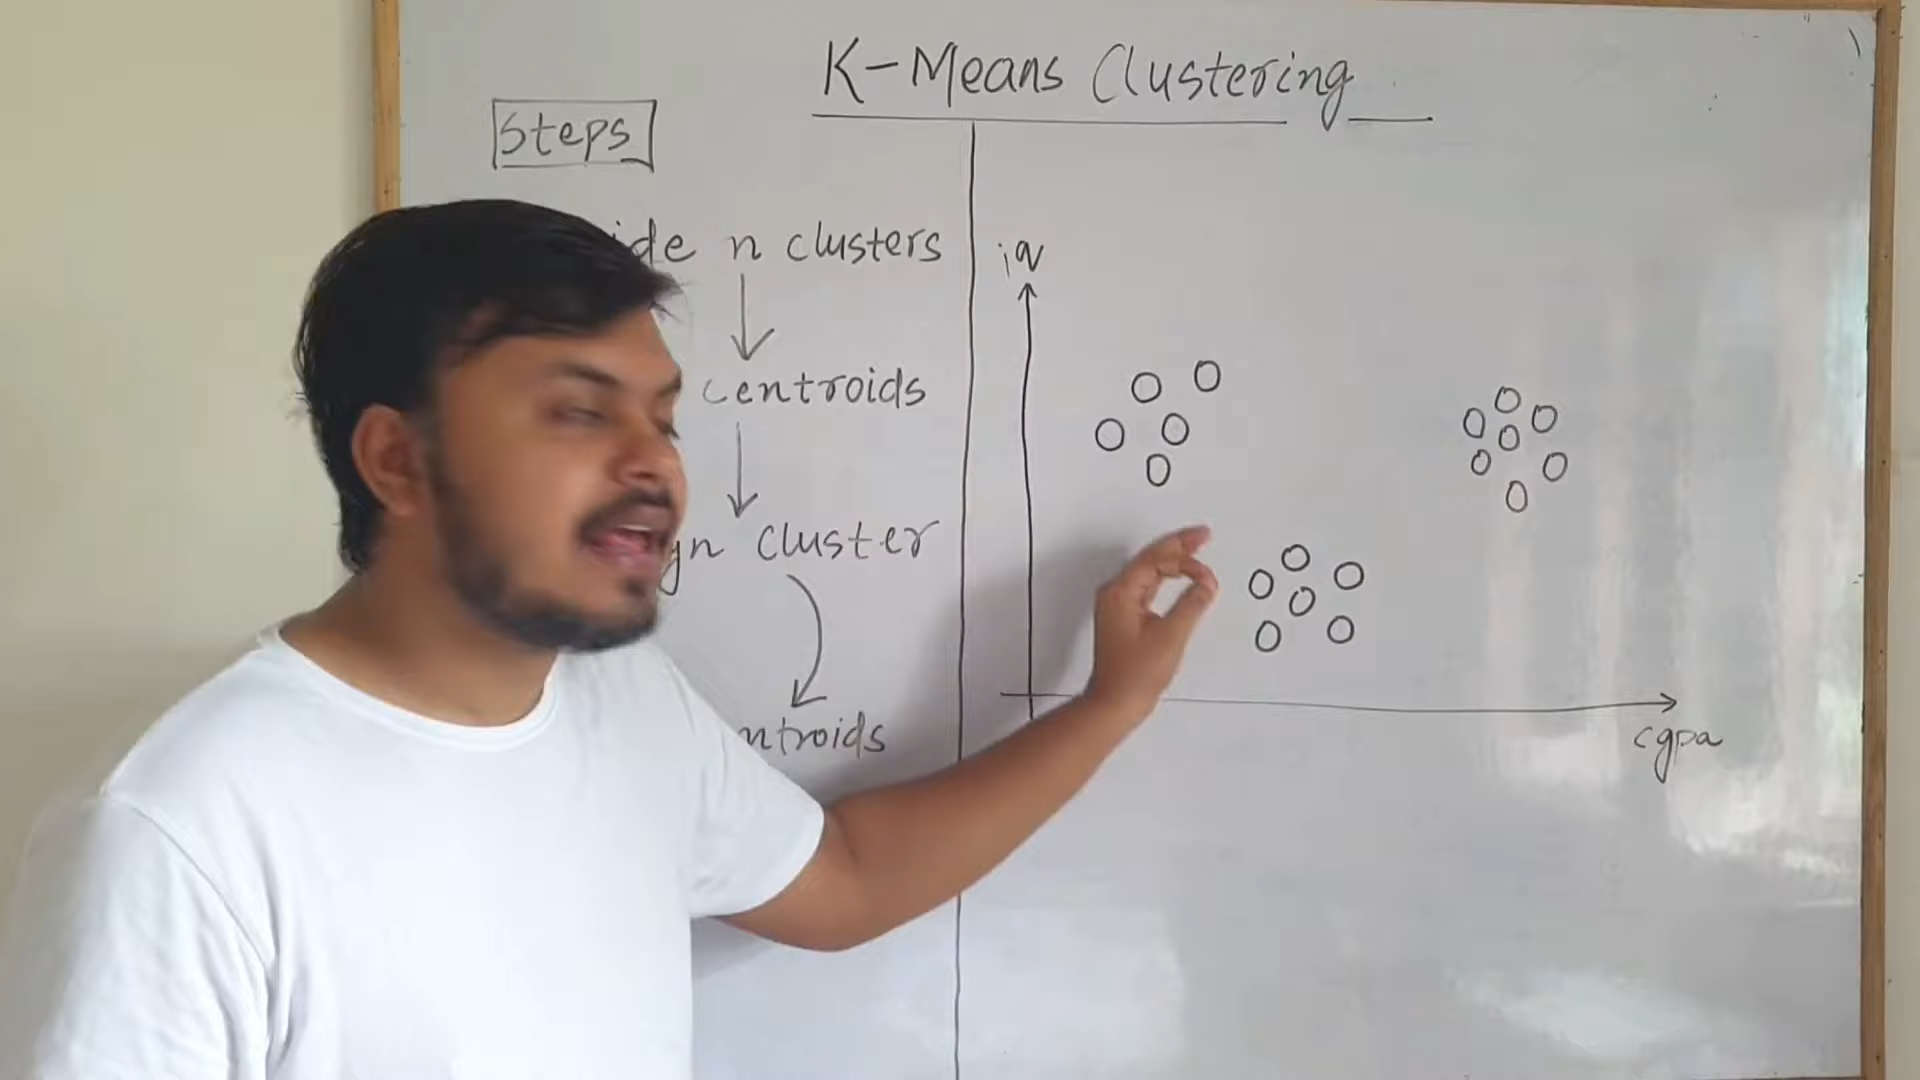 K-Means Clustering
Steps
n clusters
centroids
cluster
iq
cgpa